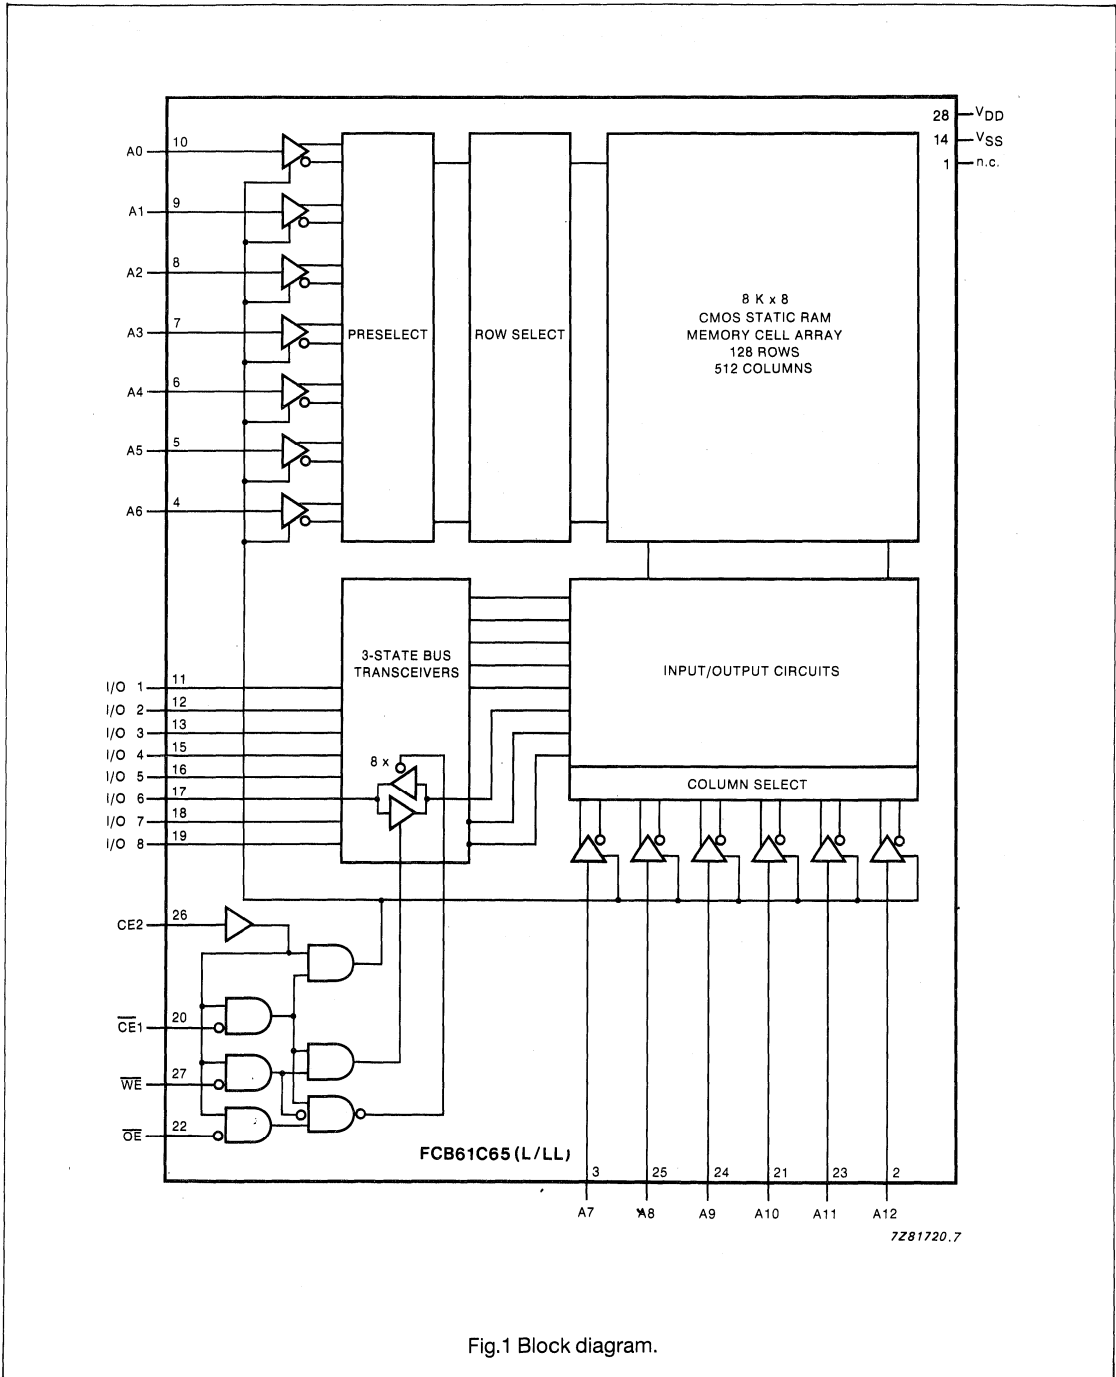 28 VDD
14 VSS
1 n.c.
A0 10
A1 9
A2 8
A3 7
A4 6
A5 5
A6 4
PRESELECT
ROW SELECT
8 K x 8
CMOS STATIC RAM
MEMORY CELL ARRAY
128 ROWS
512 COLUMNS
3-STATE BUS
TRANSCEIVERS
8 x
INPUT/OUTPUT CIRCUITS
COLUMN SELECT
I/O 1 11
I/O 2 12
I/O 3 13
I/O 4 15
I/O 5 16
I/O 6 17
I/O 7 18
I/O 8 19
CE2 26
C̅E̅1 20
W̅E̅ 27
O̅E̅ 22
FCB61C65 (L/LL)
3 25 24 21 23 2
A7 A8 A9 A10 A11 A12
7Z81720.7
Fig.1 Block diagram.